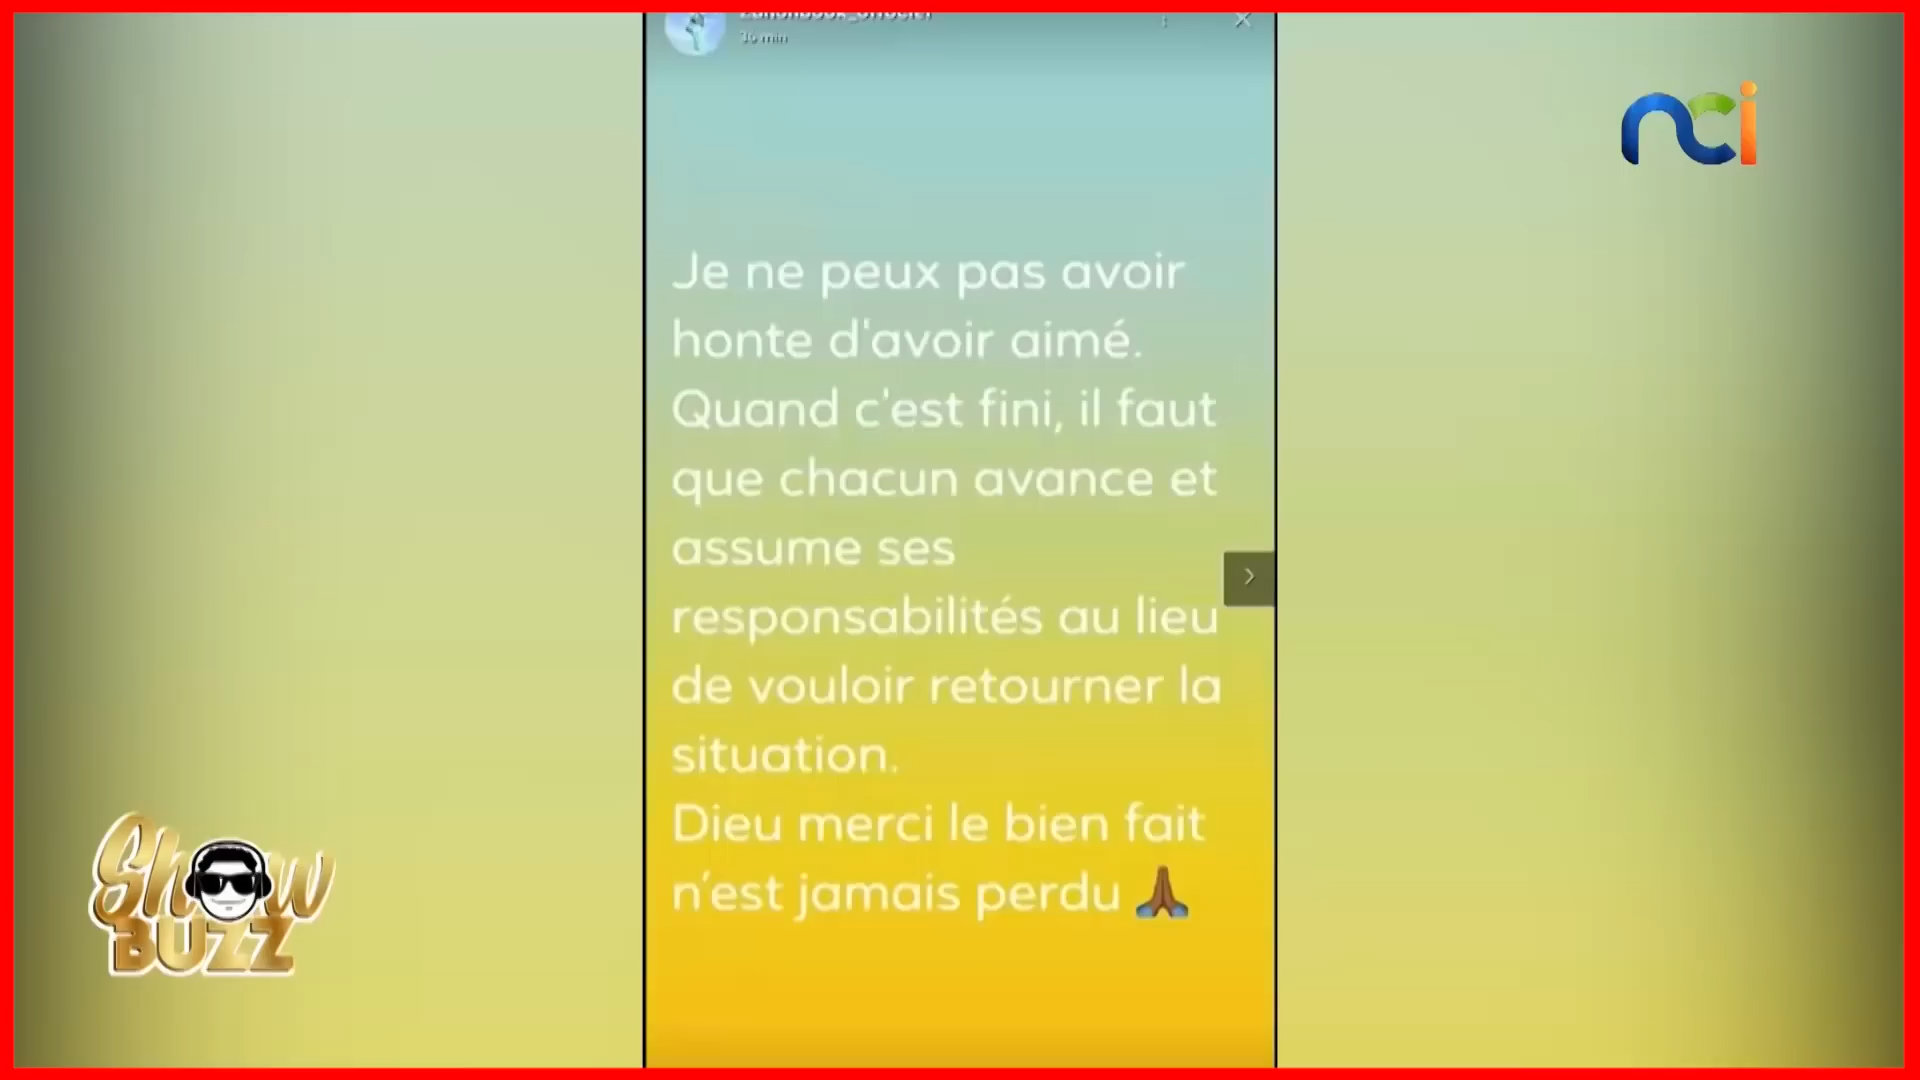 36 min
nci
Je ne peux pas avoir
honte d'avoir aimé.
Quand c'est fini, il faut
que chacun avance et
assume ses
responsabilités au lieu
de vouloir retourner la
situation.
Dieu merci le bien fait
n'est jamais perdu 🙏🏾
Show
BUZZ